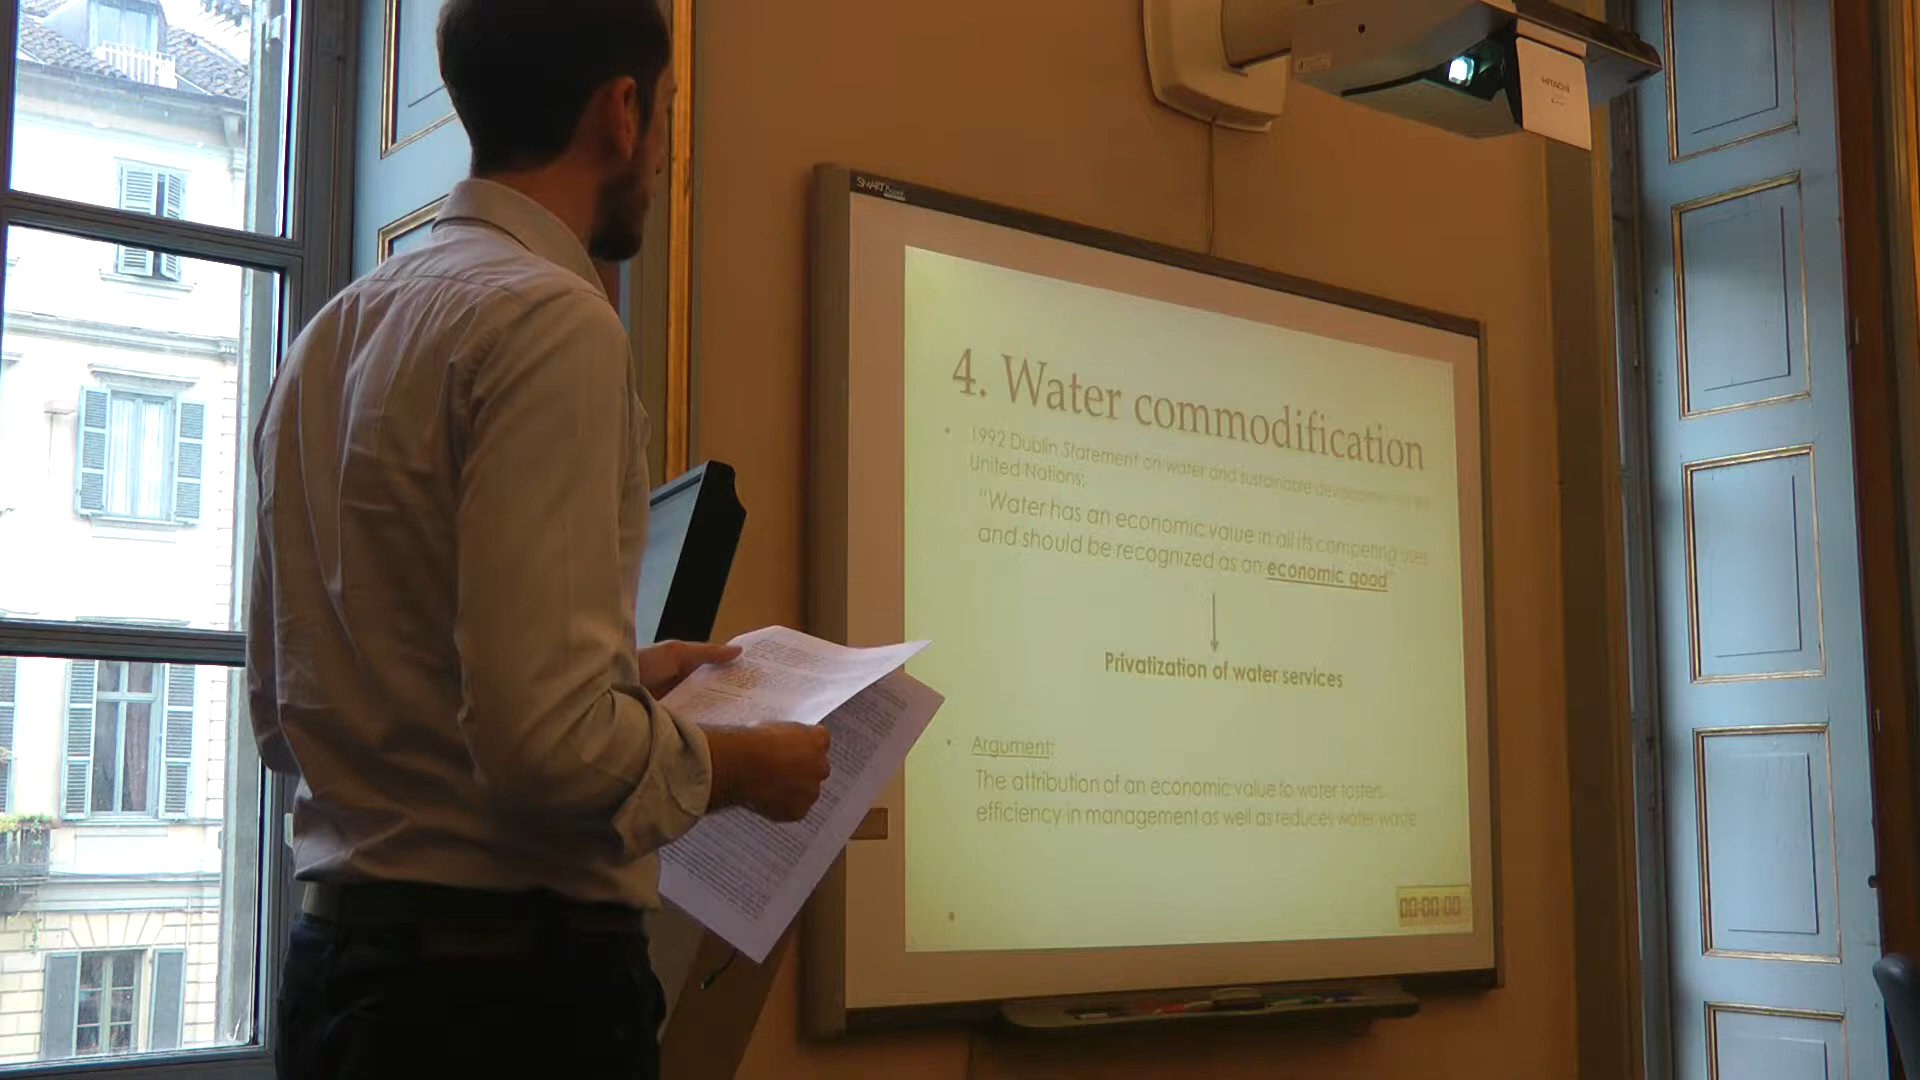 HITACHI
SMART Board
4. Water commodification
1992 Dublin Statement on water and sustainable development
United Nations:
"Water has an economic value in all its competing uses
and should be recognized as an economic good"
Privatization of water services
Argument:
The attribution of an economic value to water fosters
efficiency in management as well as reduces water waste
00:00:00